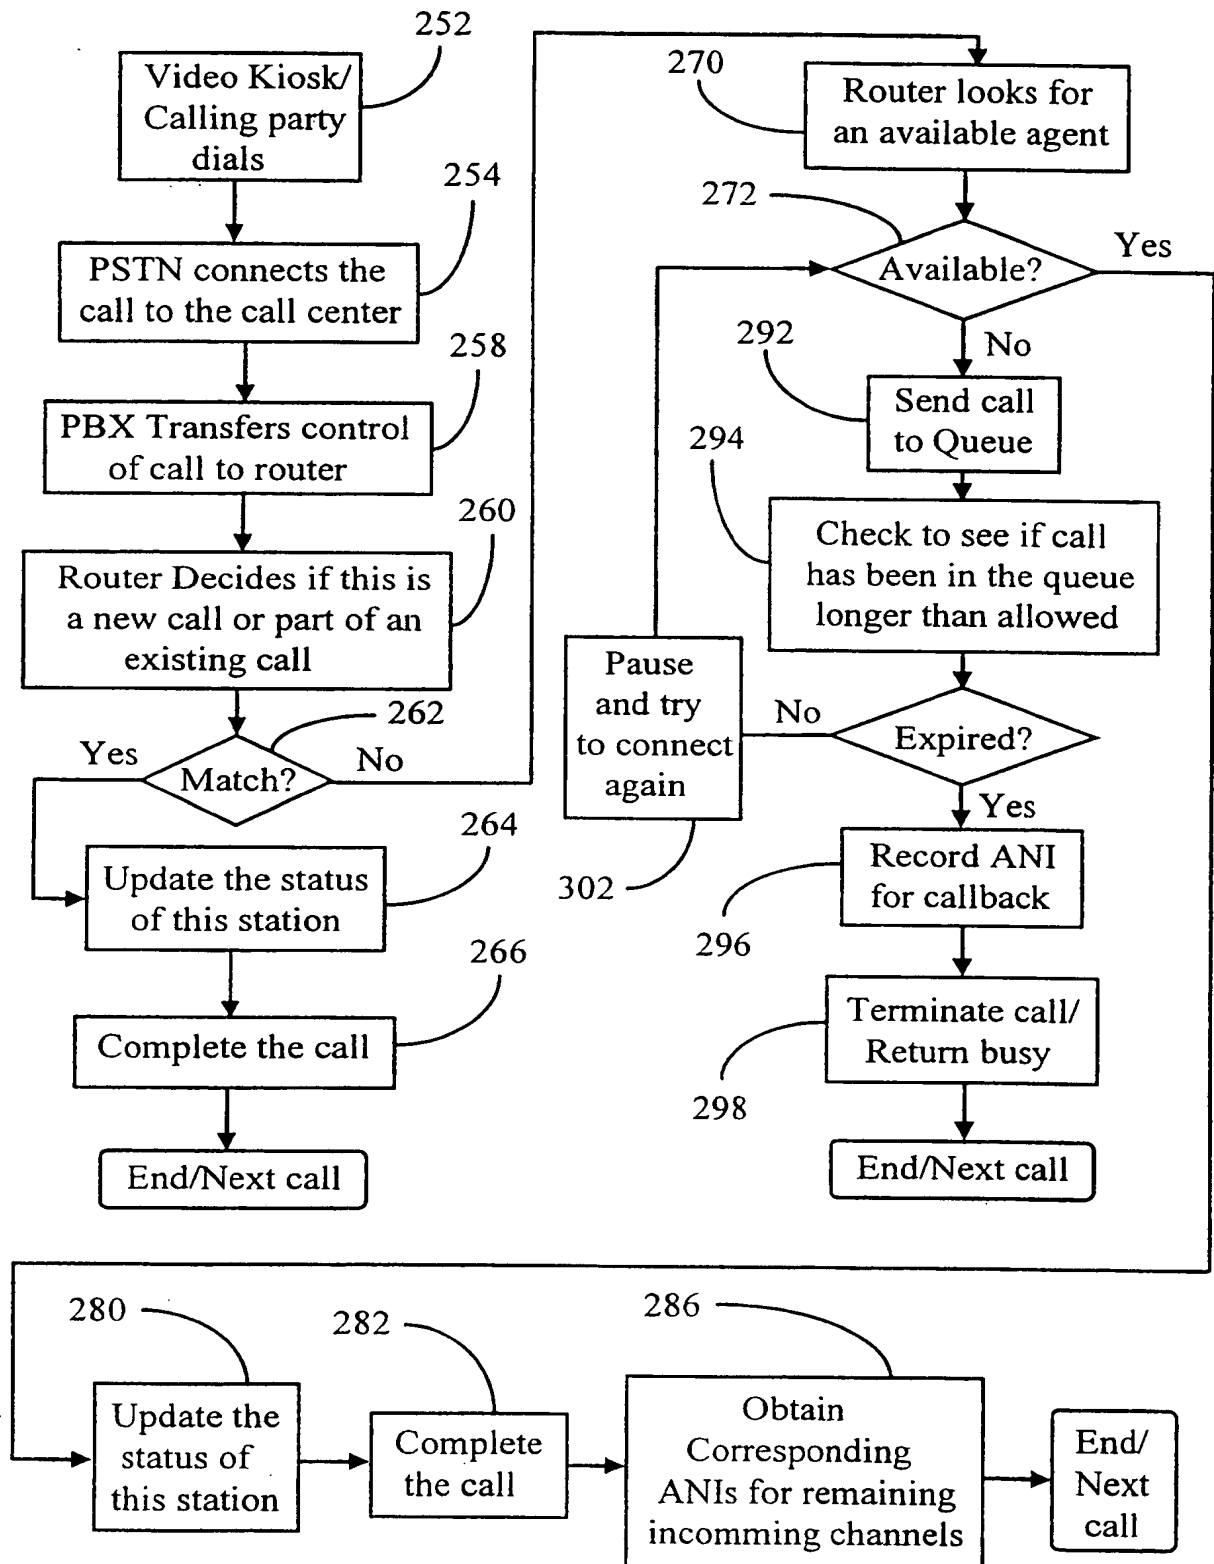 252
Video Kiosk/
Calling party
dials
254
PSTN connects the
call to the call center
258
PBX Transfers control
of call to router
260
Router Decides if this is
a new call or part of an
existing call
262
Yes
Match?
No
264
Update the status
of this station
266
Complete the call
End/Next call
270
Router looks for
an available agent
272
Available?
Yes
No
292
Send call
to Queue
294
Check to see if call
has been in the queue
longer than allowed
Pause
and try
to connect
again
302
No
Expired?
Yes
Record ANI
for callback
296
Terminate call/
Return busy
298
End/Next call
280
Update the
status of
this station
282
Complete
the call
286
Obtain
Corresponding
ANIs for remaining
incomming channels
End/
Next
call